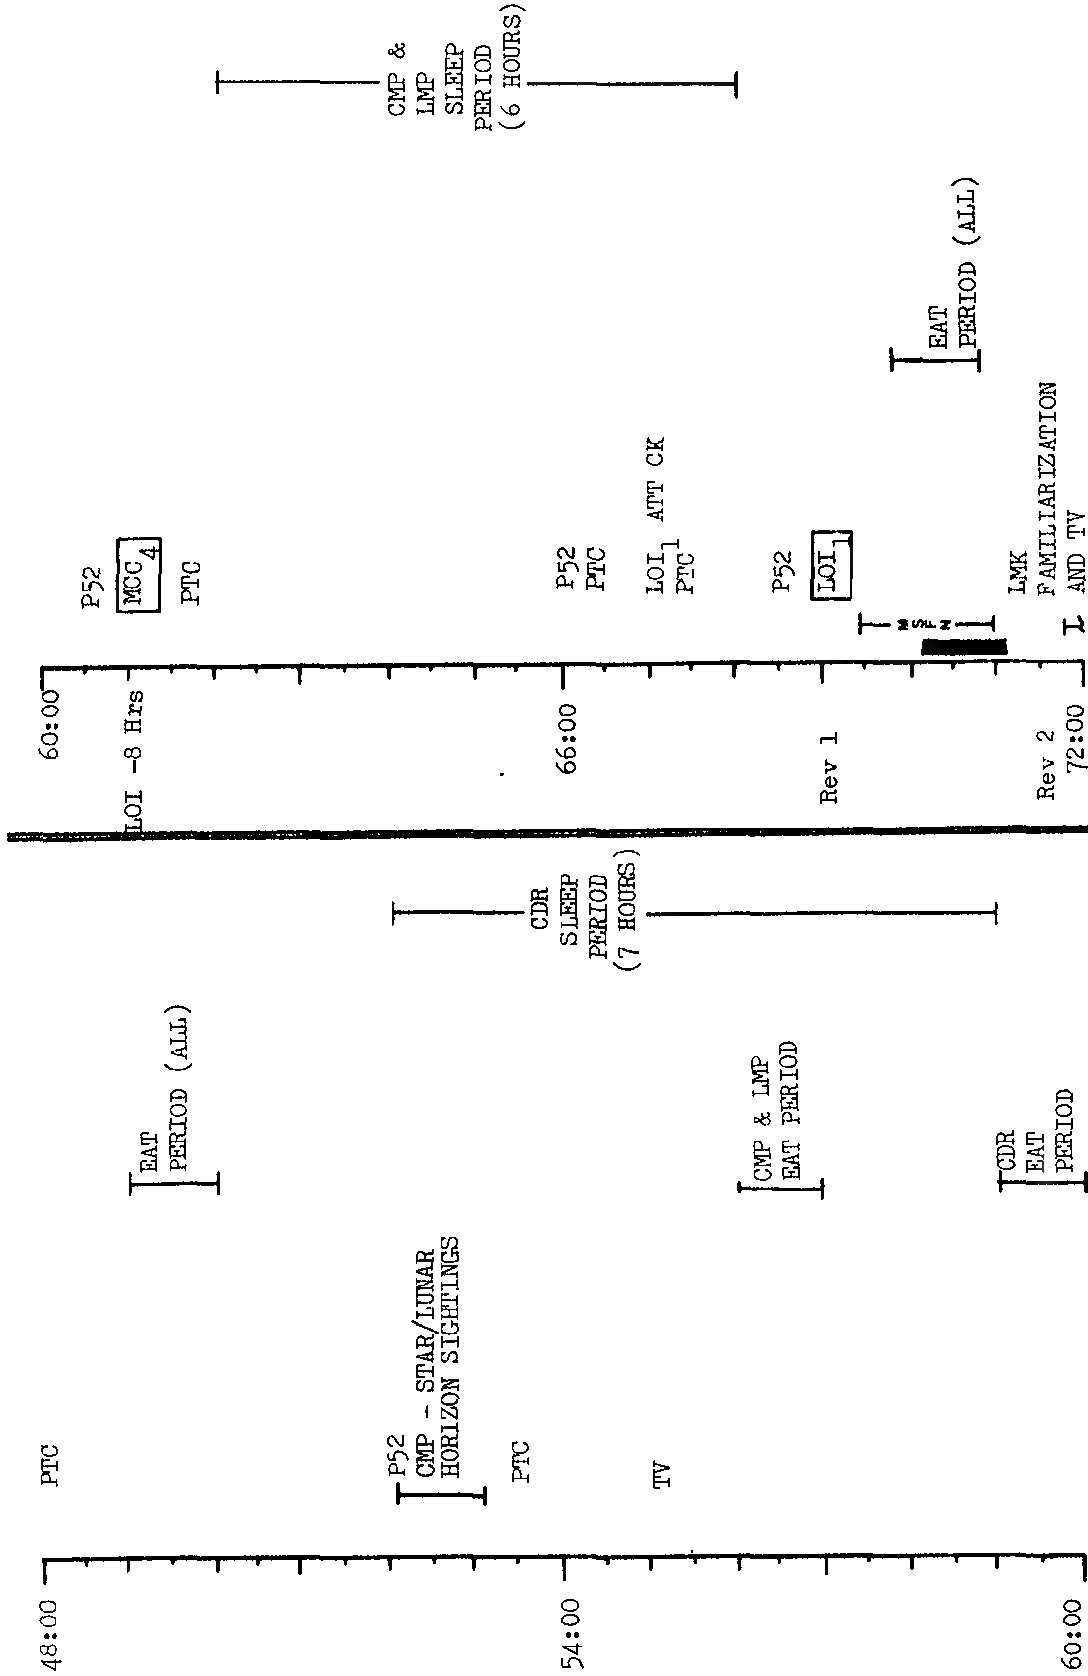 48:00
PTC
EAT
PERIOD (ALL)
P52
CMP - STAR/LUNAR
HORIZON SIGHTINGS
CDR
SLEEP
PERIOD
(7 HOURS)
PTC
54:00
TV
CMP & LMP
EAT PERIOD
CDR
EAT
PERIOD
60:00
60:00
P52
LOI -8 Hrs
MCC4
PTC
CMP &
LMP
SLEEP
PERIOD
(6 HOURS)
66:00
P52
PTC
LOI1 ATT CK
PTC
P52
Rev 1
LOI1
MSFN
EAT
PERIOD (ALL)
Rev 2
LMK
FAMILIARIZATION
AND TV
72:00